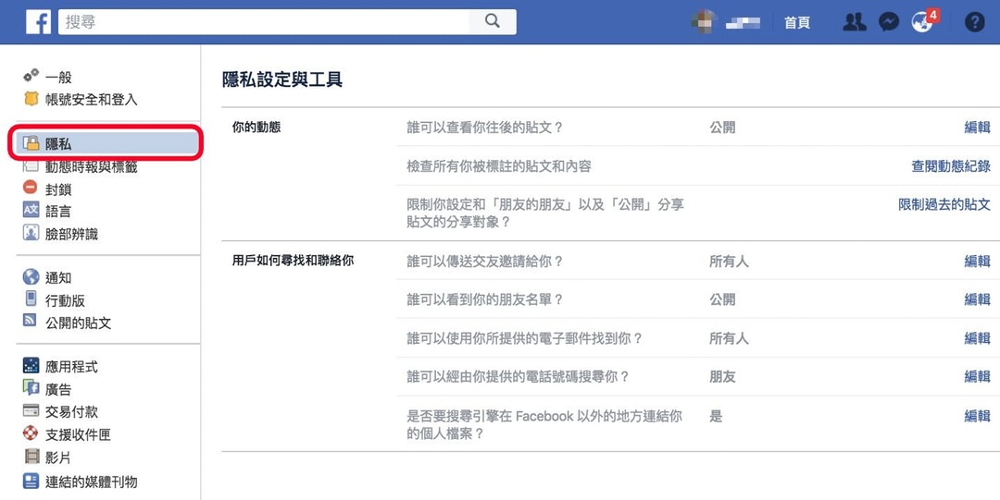 搜尋
首頁
4
一般
帳號安全和登入
隱私
動態時報與標籤
封鎖
語言
臉部辨識
通知
行動版
公開的貼文
應用程式
廣告
交易付款
支援收件匣
影片
連結的媒體刊物
隱私設定與工具
你的動態
誰可以查看你往後的貼文？ 公開 編輯
檢查所有你被標註的貼文和內容 查閱動態紀錄
限制你設定和「朋友的朋友」以及「公開」分享 限制過去的貼文
貼文的分享對象？
用戶如何尋找和聯絡你
誰可以傳送交友邀請給你？ 所有人 編輯
誰可以看到你的朋友名單？ 公開 編輯
誰可以使用你所提供的電子郵件找到你？ 所有人 編輯
誰可以經由你提供的電話號碼搜尋你？ 朋友 編輯
是否要搜尋引擎在 Facebook 以外的地方連結你 是 編輯
的個人檔案？